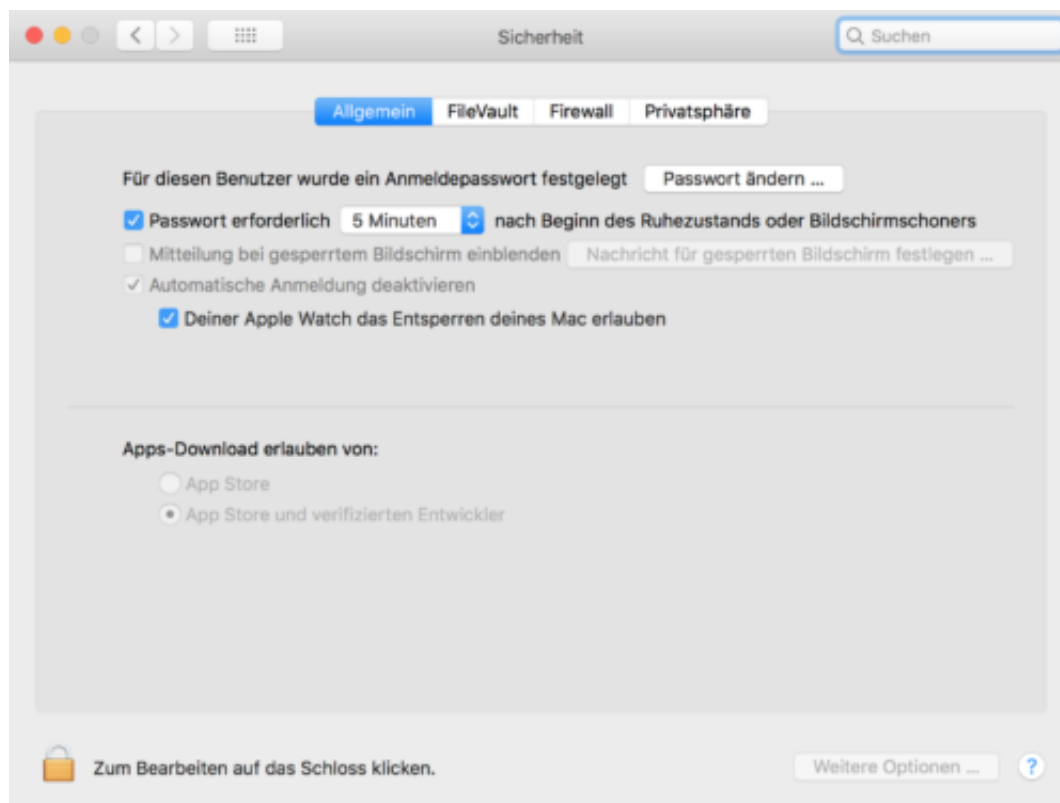 Sicherheit
Suchen
Allgemein FileVault Firewall Privatsphäre
Für diesen Benutzer wurde ein Anmeldepasswort festgelegt Passwort ändern ...
Passwort erforderlich 5 Minuten nach Beginn des Ruhezustands oder Bildschirmschoners
Mitteilung bei gesperrtem Bildschirm einblenden Nachricht für gesperrten Bildschirm festlegen ...
Automatische Anmeldung deaktivieren
Deiner Apple Watch das Entsperren deines Mac erlauben
Apps-Download erlauben von:
App Store
App Store und verifizierten Entwickler
Zum Bearbeiten auf das Schloss klicken.
Weitere Optionen ... ?